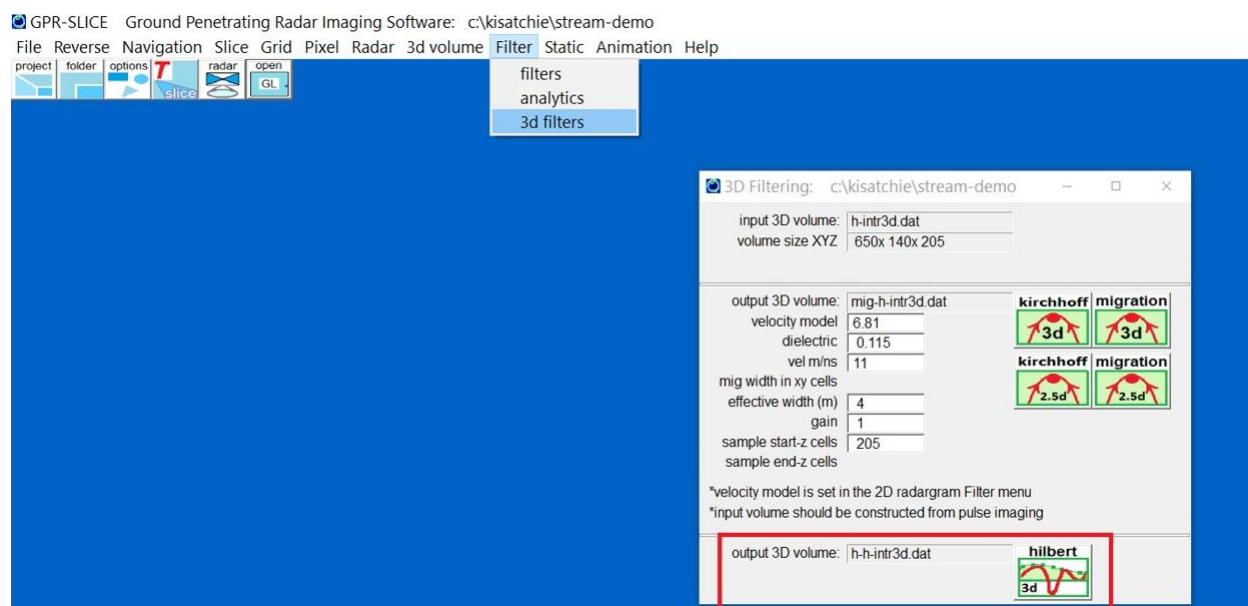 GPR-SLICE Ground Penetrating Radar Imaging Software: c:\kisatchie\stream-demo
File Reverse Navigation Slice Grid Pixel Radar 3d volume Filter Static Animation Help
project folder options T slice radar open GL
filters
analytics
3d filters
3D Filtering: c:\kisatchie\stream-demo
input 3D volume: h-intr3d.dat
volume size XYZ 650x 140x 205
output 3D volume: mig-h-intr3d.dat
velocity model 6.81
dielectric 0.115
vel m/ns 11
mig width in xy cells
effective width (m) 4
gain 1
sample start-z cells 205
sample end-z cells
kirchhoff migration
3d 3d
kirchhoff migration
2.5d 2.5d
*velocity model is set in the 2D radargram Filter menu
*input volume should be constructed from pulse imaging
output 3D volume: h-h-intr3d.dat
hilbert
3d